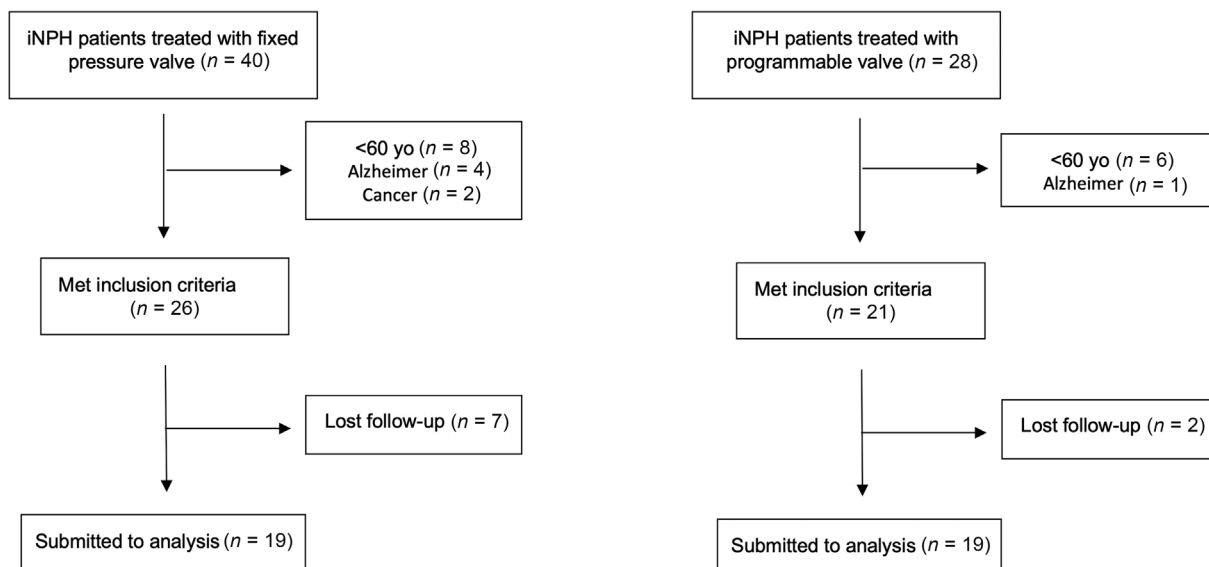 iNPH patients treated with fixed
pressure valve (n = 40)
<60 yo (n = 8)
Alzheimer (n = 4)
Cancer (n = 2)
Met inclusion criteria
(n = 26)
Lost follow-up (n = 7)
Submitted to analysis (n = 19)
iNPH patients treated with
programmable valve (n = 28)
<60 yo (n = 6)
Alzheimer (n = 1)
Met inclusion criteria
(n = 21)
Lost follow-up (n = 2)
Submitted to analysis (n = 19)